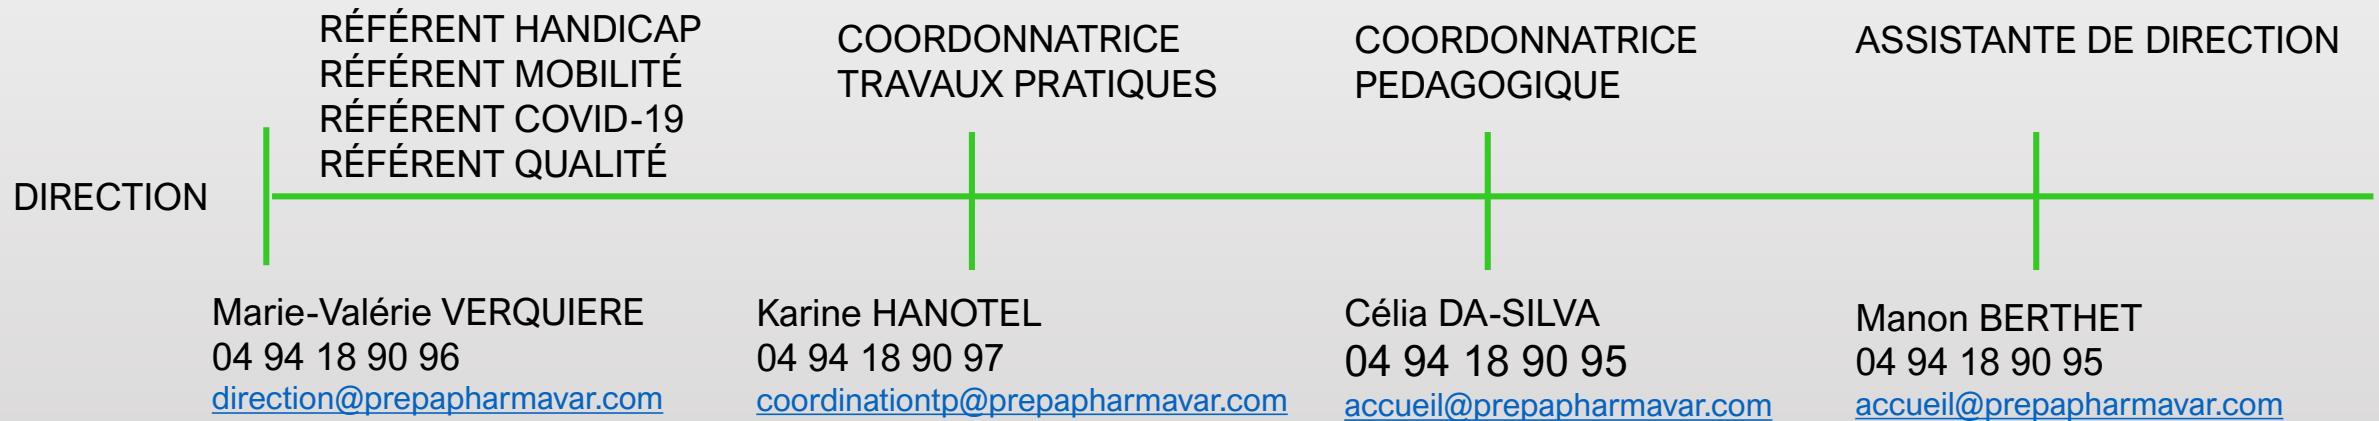 DIRECTION
RÉFÉRENT HANDICAP
RÉFÉRENT MOBILITÉ
RÉFÉRENT COVID-19
RÉFÉRENT QUALITÉ
Marie-Valérie VERQUIERE
04 94 18 90 96
direction@prepapharmavar.com
COORDONNATRICE
TRAVAUX PRATIQUES
Karine HANOTEL
04 94 18 90 97
coordinationtp@prepapharmavar.com
COORDONNATRICE
PEDAGOGIQUE
Célia DA-SILVA
04 94 18 90 95
accueil@prepapharmavar.com
ASSISTANTE DE DIRECTION
Manon BERTHET
04 94 18 90 95
accueil@prepapharmavar.com